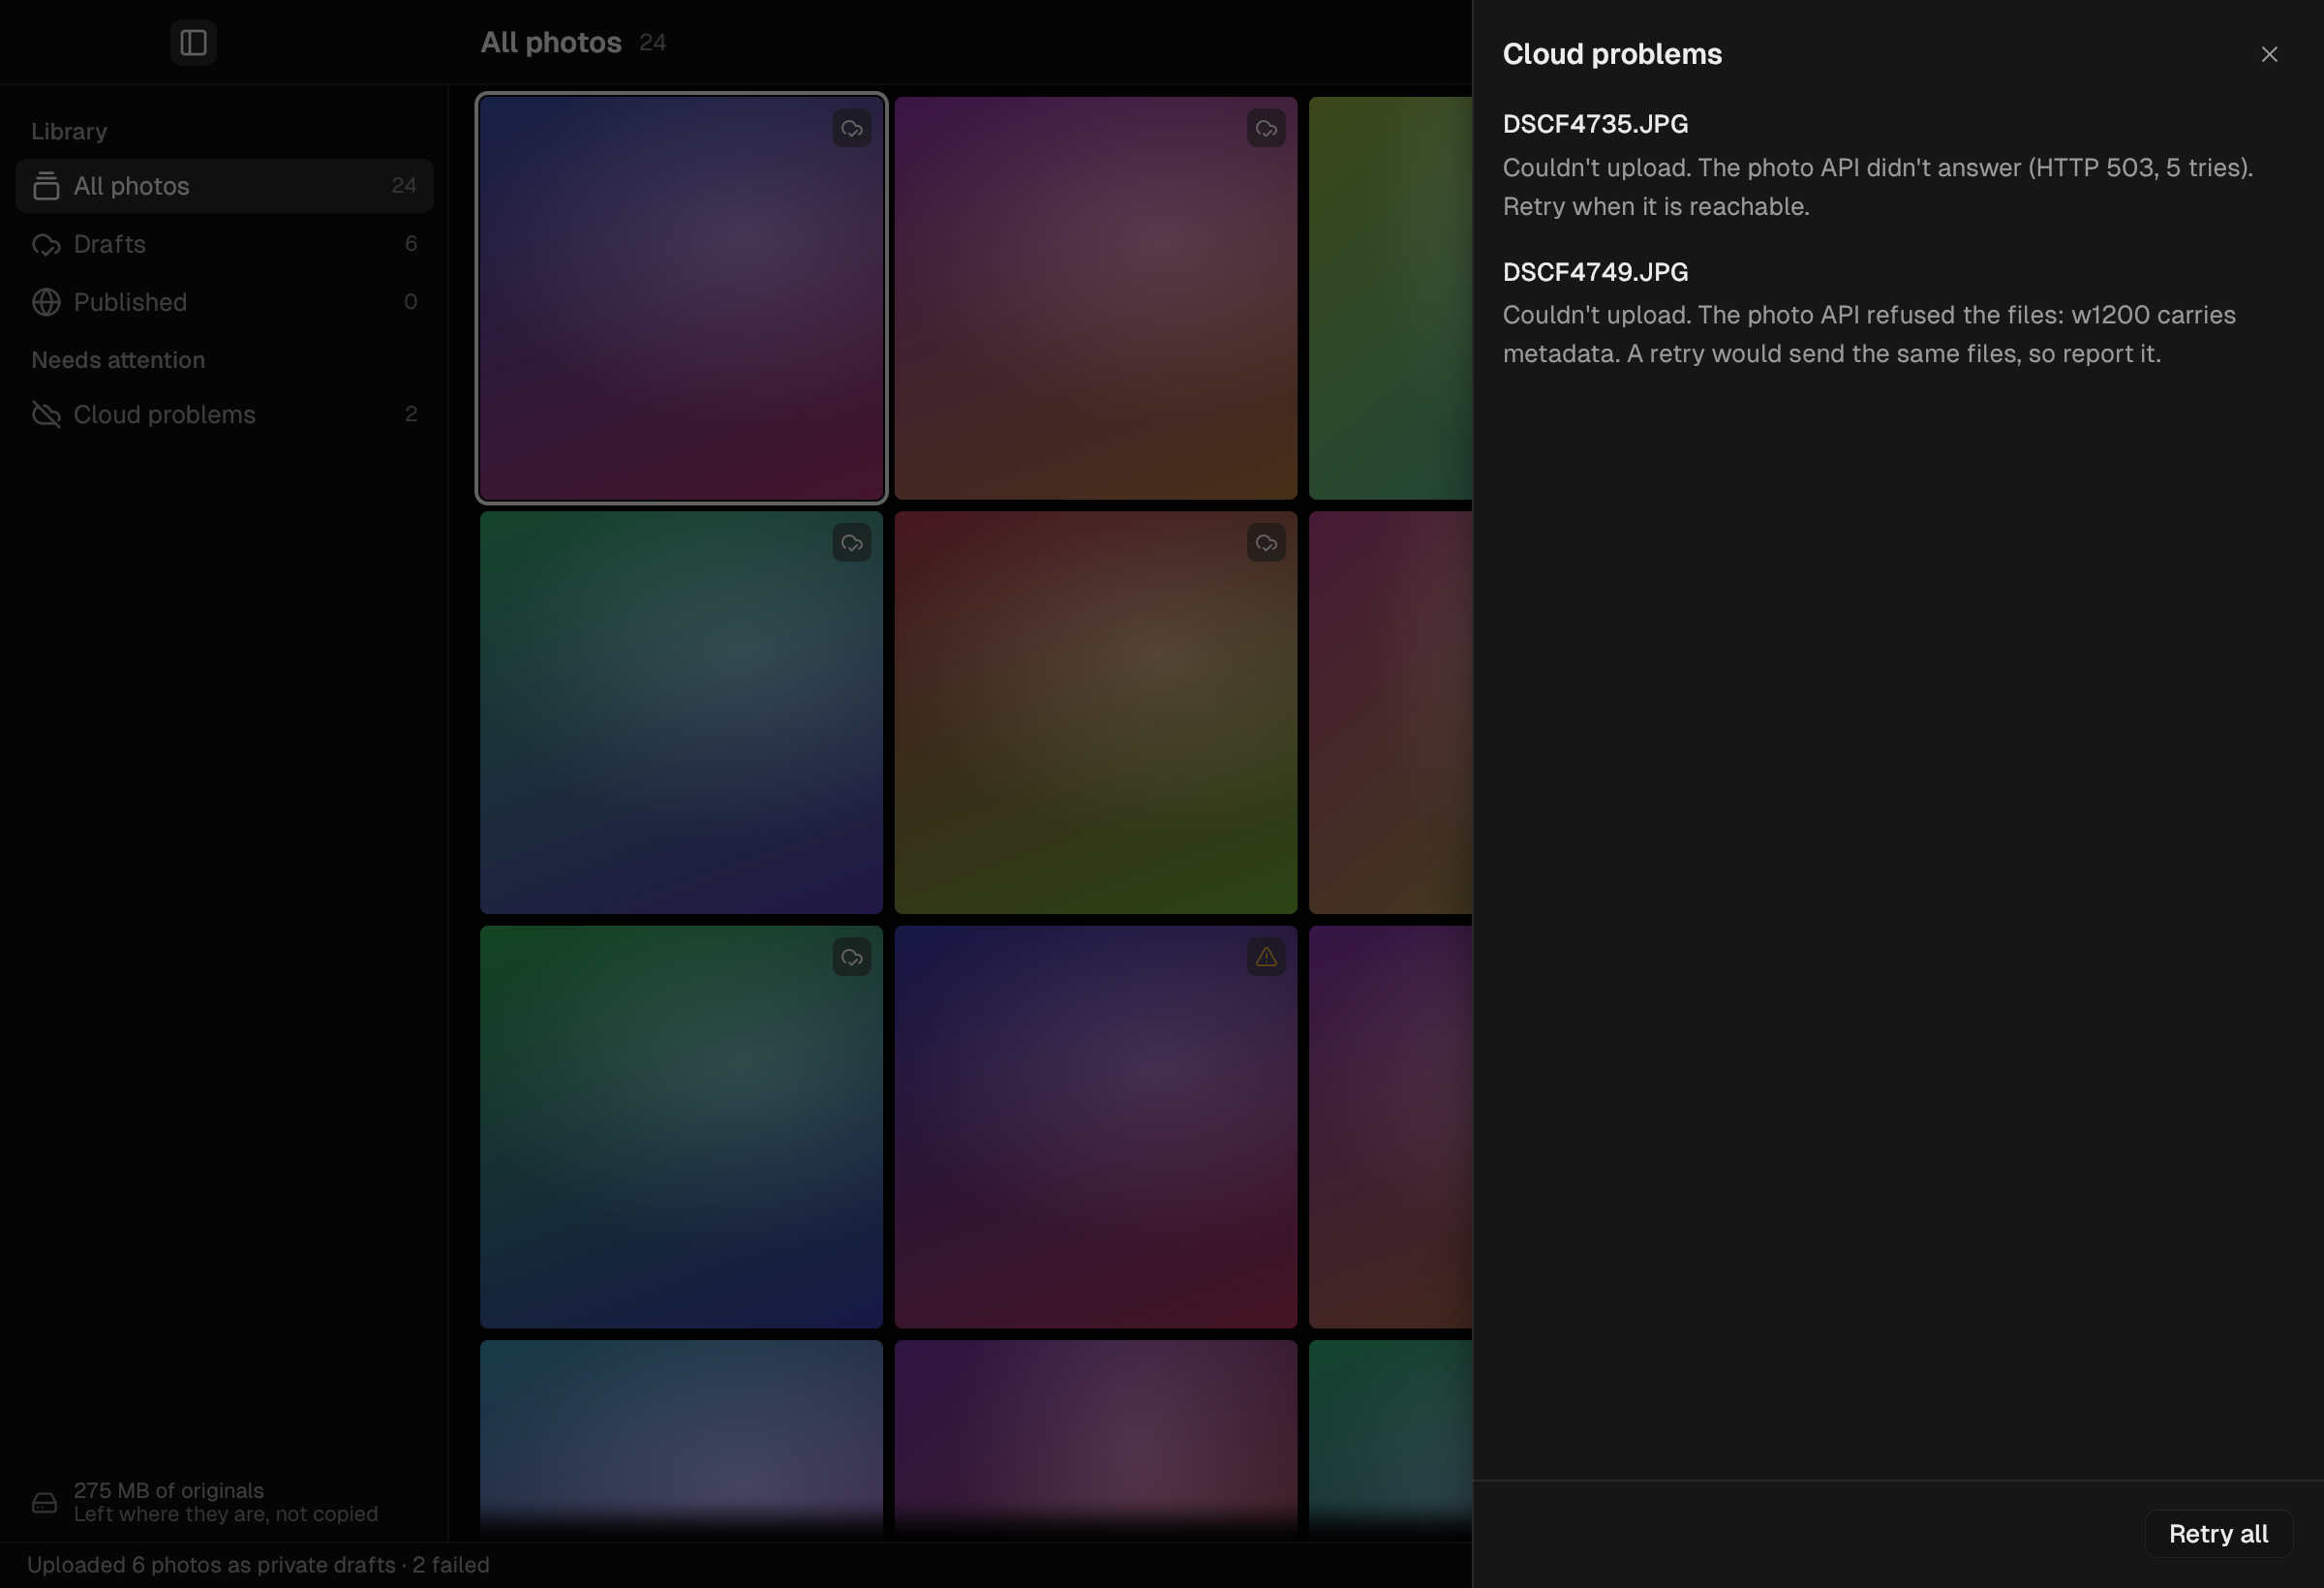 All photos 24
Library
All photos 24
Drafts 6
Published 0
Needs attention
Cloud problems 2
275 MB of originals
Left where they are, not copied
Uploaded 6 photos as private drafts · 2 failed
Cloud problems
DSCF4735.JPG
Couldn't upload. The photo API didn't answer (HTTP 503, 5 tries).
Retry when it is reachable.
DSCF4749.JPG
Couldn't upload. The photo API refused the files: w1200 carries
metadata. A retry would send the same files, so report it.
Retry all